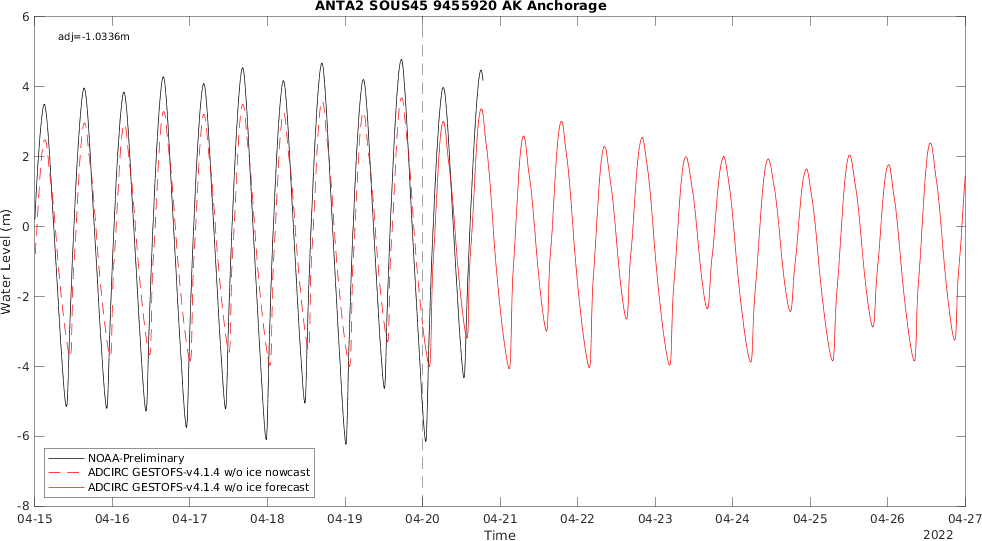 ANTA2 SOUS45 9455920 AK Anchorage
adj=-1.0336m
6
4
2
0
-2
-4
-6
-8
Water Level (m)
NOAA-Preliminary
ADCIRC GESTOFS-v4.1.4 w/o ice nowcast
ADCIRC GESTOFS-v4.1.4 w/o ice forecast
04-15 04-16 04-17 04-18 04-19 04-20 04-21 04-22 04-23 04-24 04-25 04-26 04-27
Time
2022